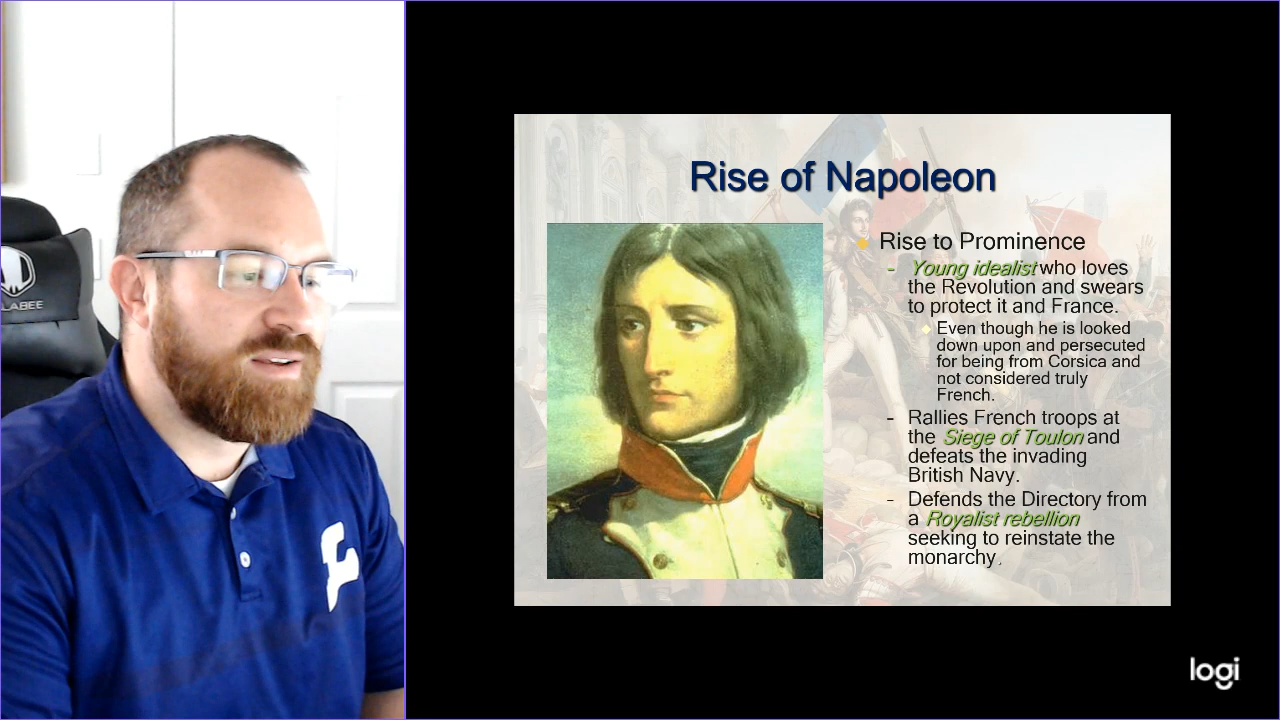 LABEE
Rise of Napoleon
Rise to Prominence
- Young idealist who loves
the Revolution and swears
to protect it and France.
Even though he is looked
down upon and persecuted
for being from Corsica and
not considered truly
French.
- Rallies French troops at
the Siege of Toulon and
defeats the invading
British Navy.
- Defends the Directory from
a Royalist rebellion
seeking to reinstate the
monarchy.
logi